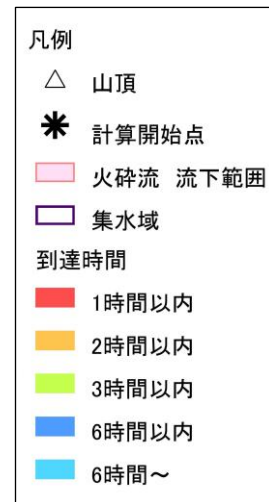 凡例
山頂
計算開始点
火砕流 流下範囲
集水域
到達時間
1時間以内
2時間以内
3時間以内
6時間以内
6時間～